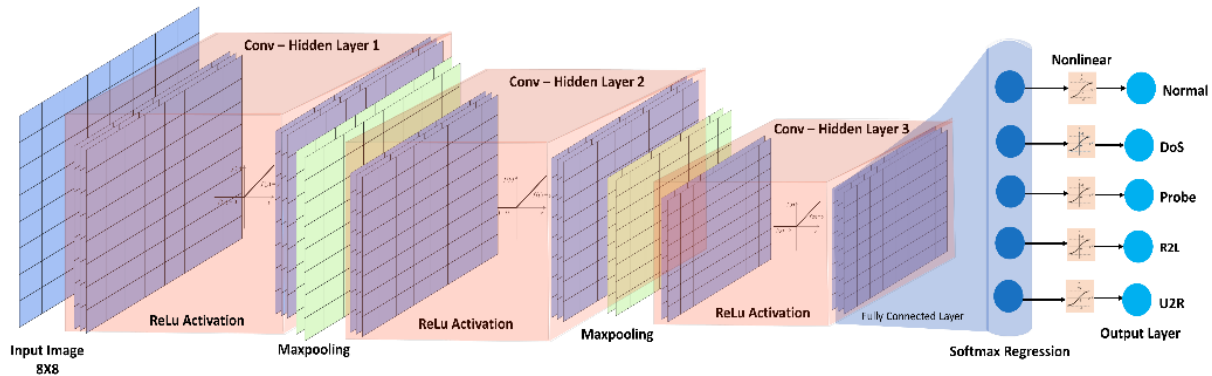 Conv – Hidden Layer 1
Conv – Hidden Layer 2
Conv – Hidden Layer 3
ReLu Activation
ReLu Activation
ReLu Activation
Input Image
8X8
Maxpooling
Maxpooling
Fully Connected Layer
Softmax Regression
Nonlinear
Normal
DoS
Probe
R2L
U2R
Output Layer